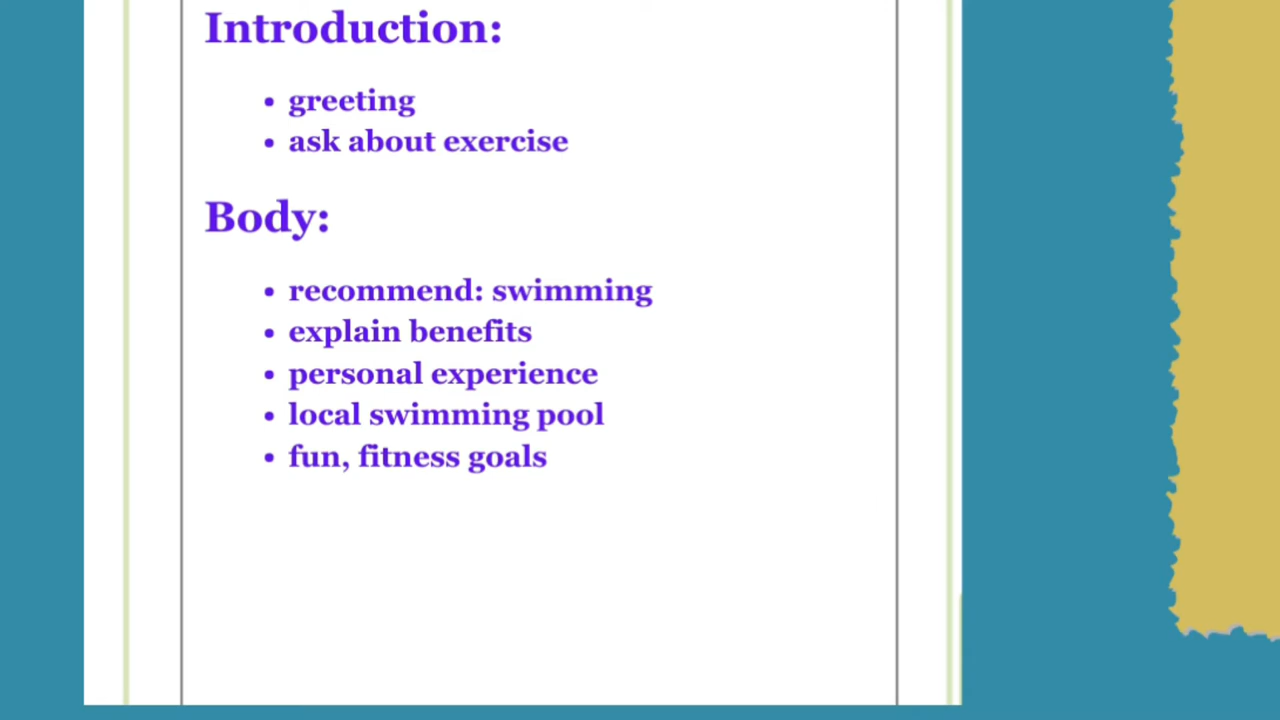 Introduction:
• greeting
• ask about exercise
Body:
• recommend: swimming
• explain benefits
• personal experience
• local swimming pool
• fun, fitness goals